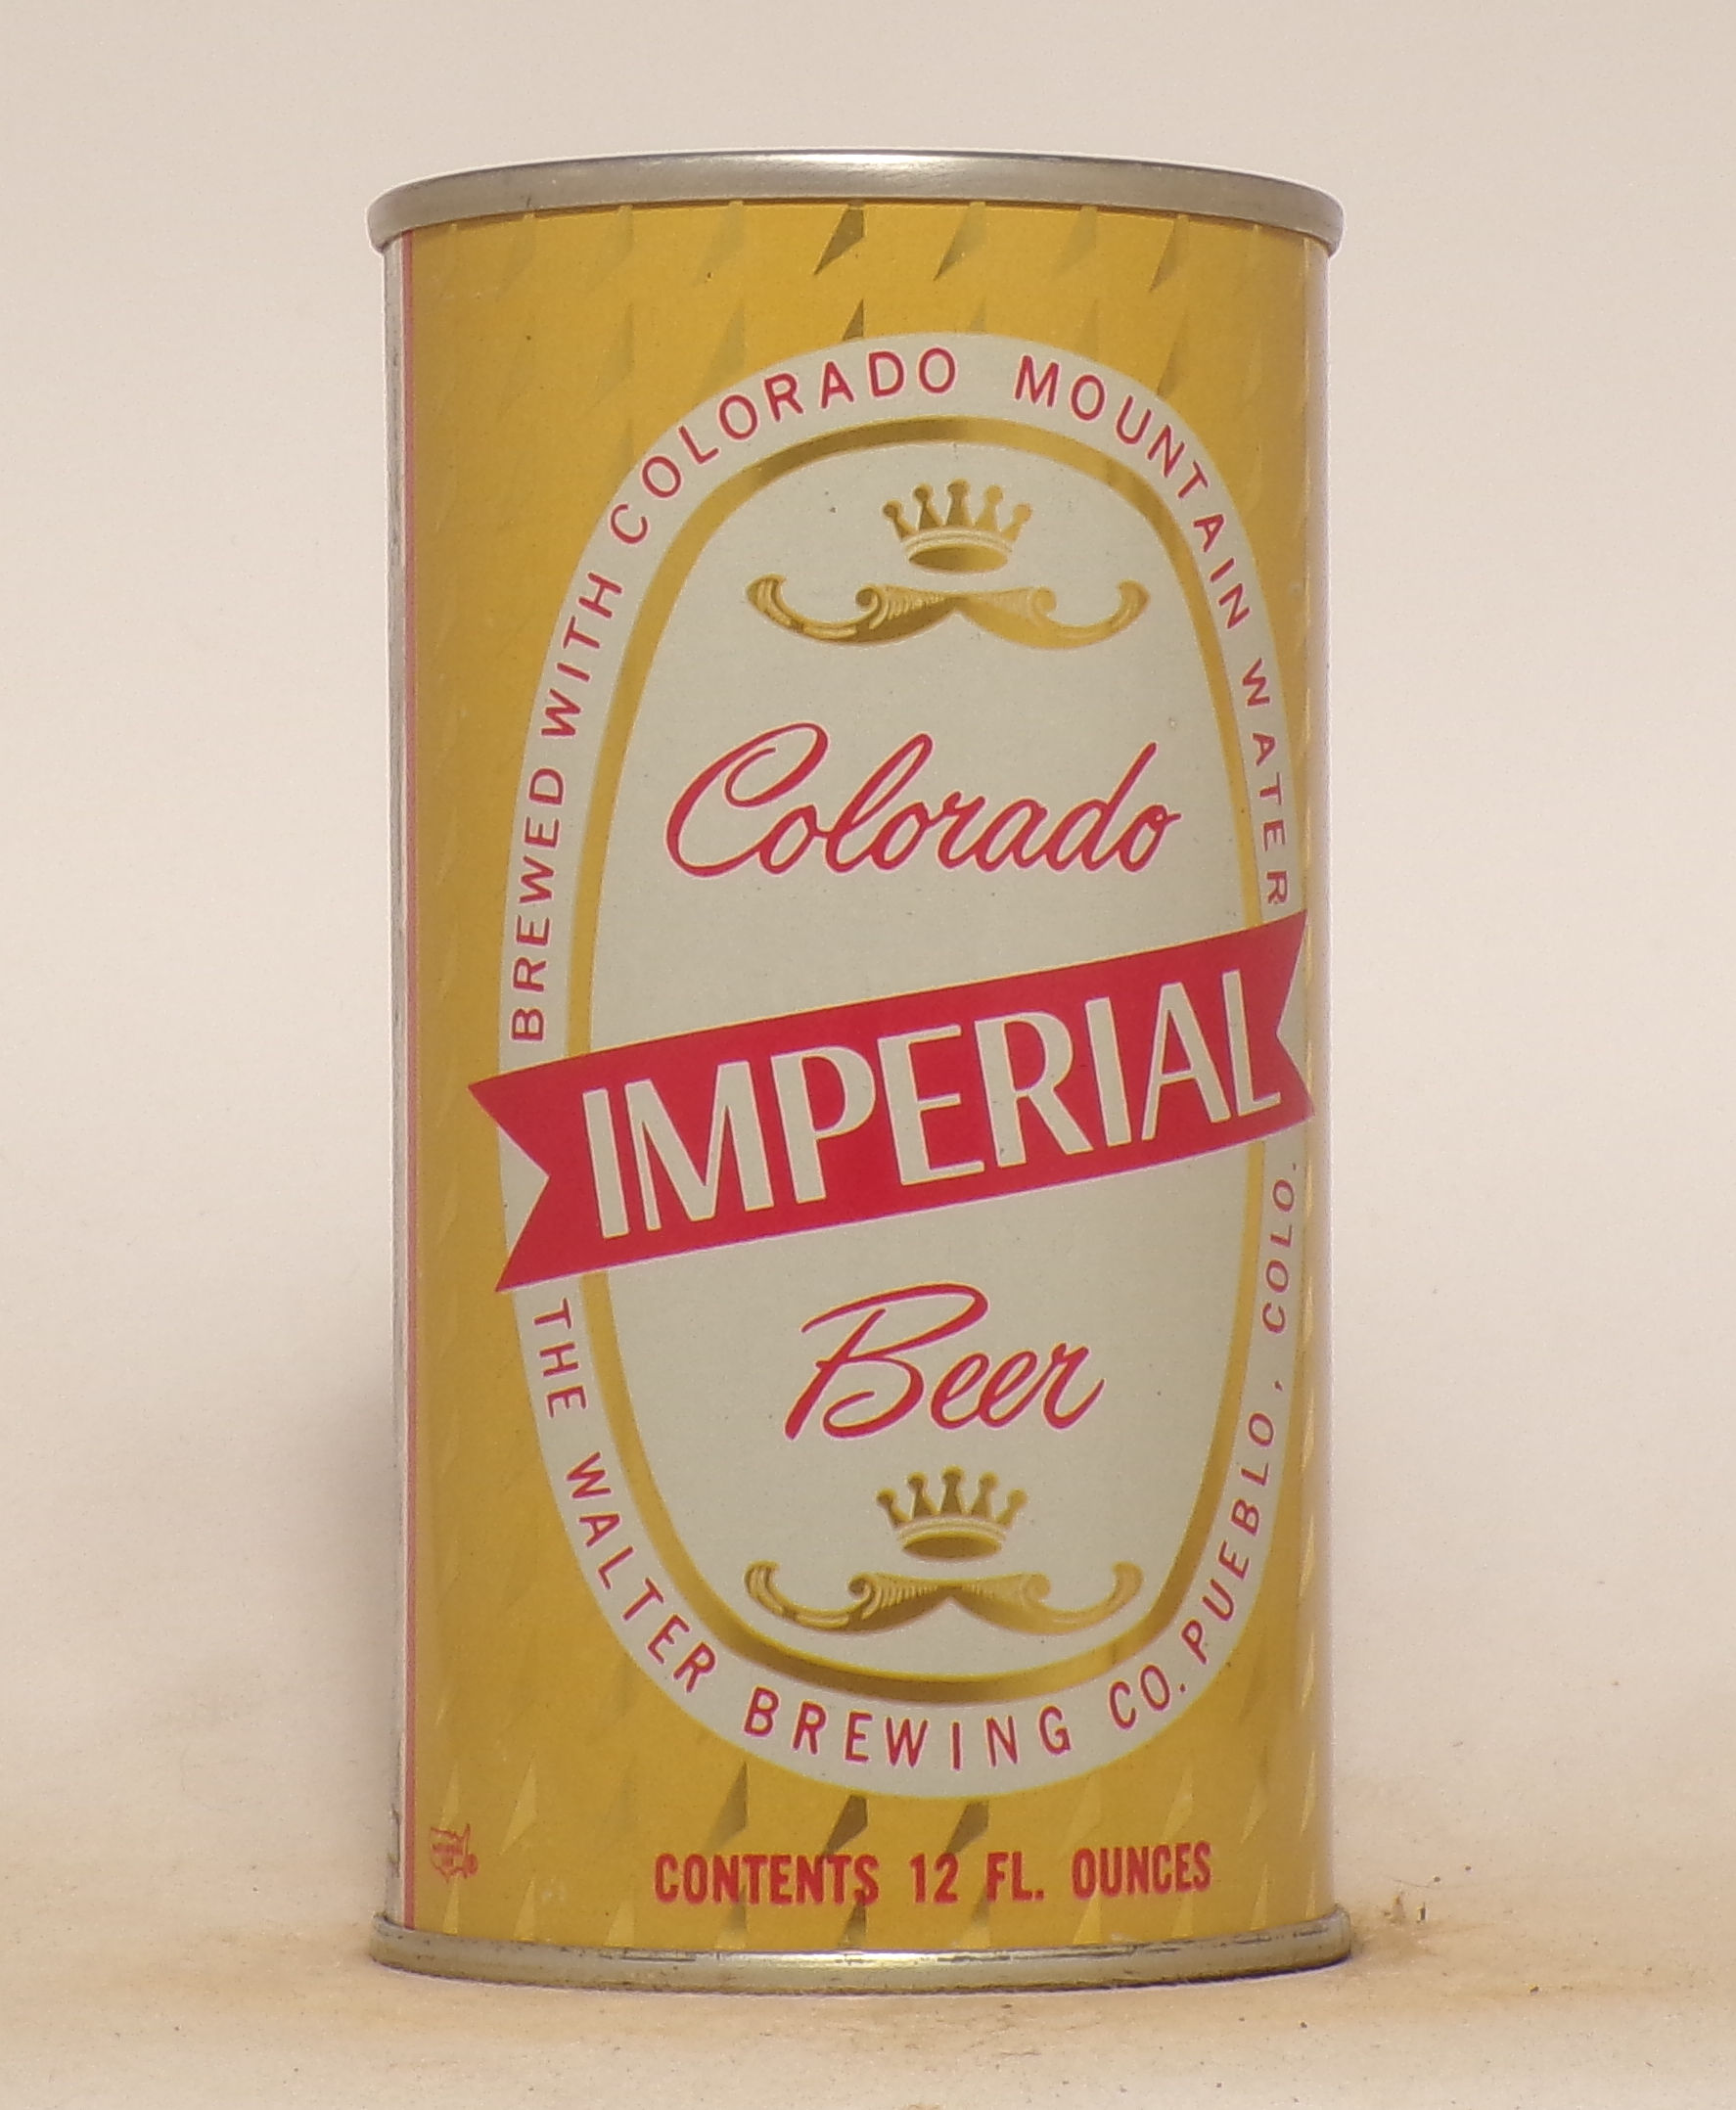 BREWED WITH COLORADO MOUNTAIN WATER
Colorado
IMPERIAL
Beer
THE WALTER BREWING CO. PUEBLO, COLO.
CONTENTS 12 FL. OUNCES